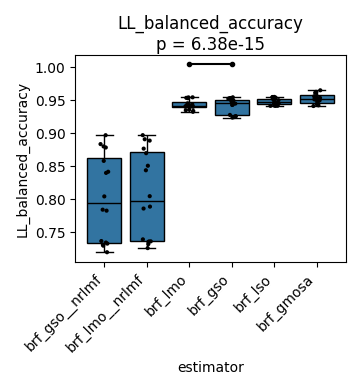 LL_balanced_accuracy
p = 6.38e-15
LL_balanced_accuracy
1.00
0.95
0.90
0.85
0.80
0.75
brf_gso__nrlmf
brf_lmo__nrlmf
brf_lmo
brf_gso
brf_lso
brf_gmosa
estimator